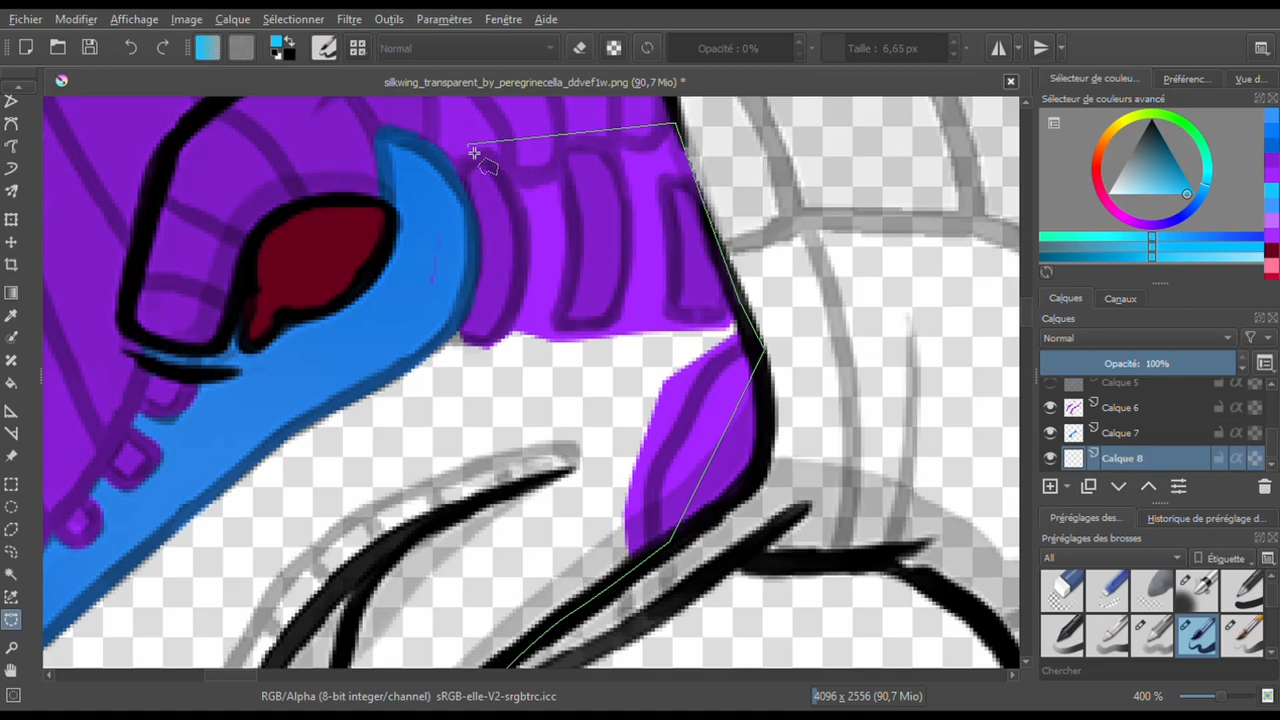 Fichier Modifier Affichage Image Calque Sélectionner Filtre Outils Paramètres Fenêtre Aide
Normal Opacité : 0% Taille : 6,65 px
silkwing_transparent_by_peregrinecella_ddvef1w.png (90,7 Mio) *
Sélecteur de couleu... Préférenc... Vue d...
Sélecteur de couleurs avancé
Calques Canaux
Calques
Normal
Opacité: 100%
Calque 5
Calque 6
Calque 7
Calque 8
Préréglages des... Historique de préréglage d...
Préréglages des brosses
All Étiquette
Chercher
RGB/Alpha (8-bit integer/channel) sRGB-elle-V2-srgbtrc.icc 4096 x 2556 (90,7 Mio) 400 %